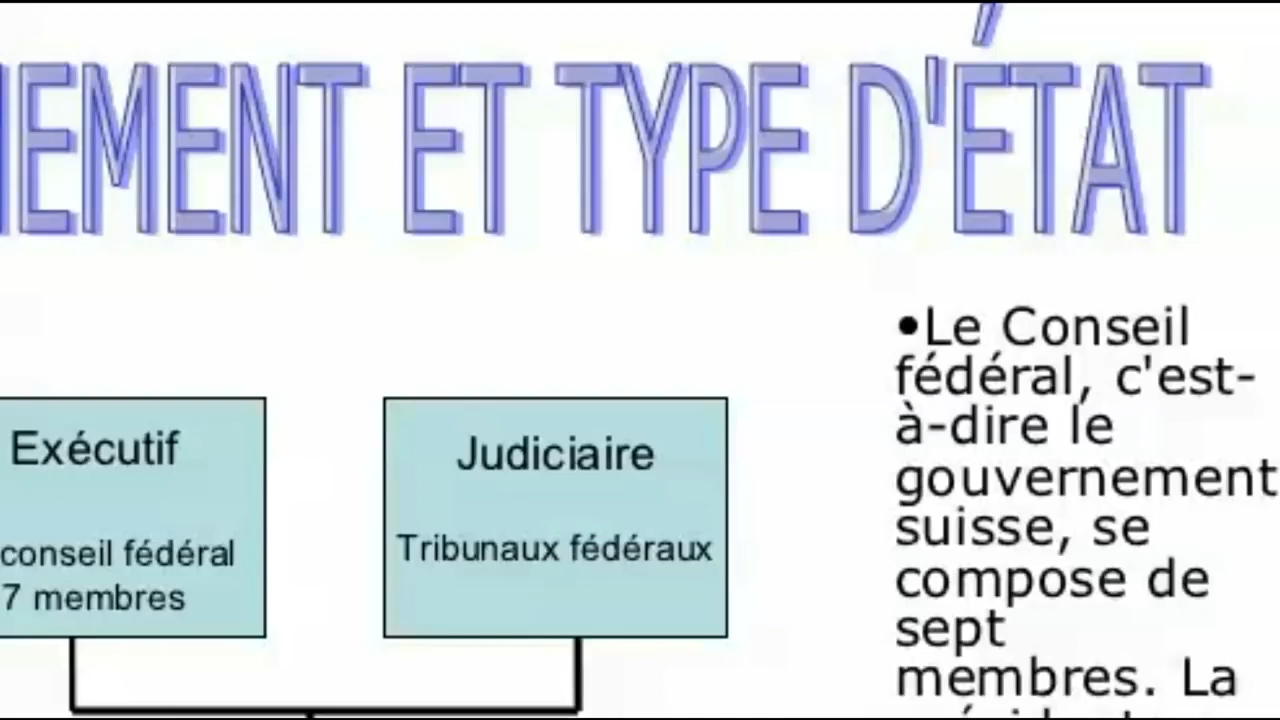 NEMENT ET TYPE D'ÉTAT
Exécutif
conseil fédéral
7 membres
Judiciaire
Tribunaux fédéraux
•Le Conseil
fédéral, c'est-
à-dire le
gouvernement
suisse, se
compose de
sept
membres. La